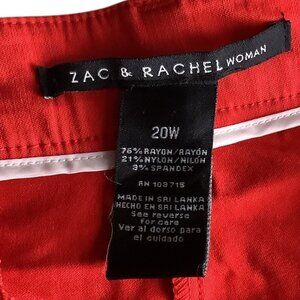 ZAC & RACHEL WOMAN
20W
76% RAYON/RAYÓN
21% NYLON/NILÓN
3% SPANDEX
RN 109715
MADE IN SRI LANKA
HECHO EN SRI LANKA
See reverse
for care
Ver al dorso para
el cuidado